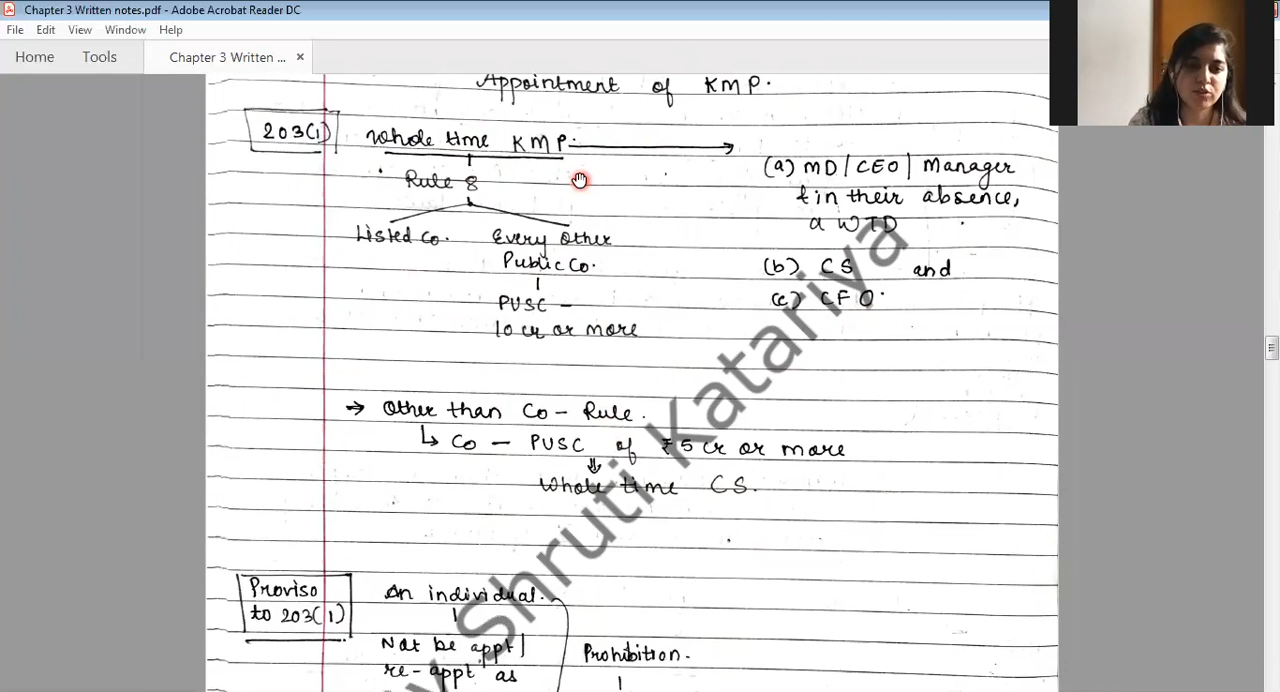 Chapter 3 Written notes.pdf - Adobe Acrobat Reader DC
File Edit View Window Help
Home Tools Chapter 3 Written ... ×
Appointment of KMP.
203(1) Whole time KMP →
Rule 8
Listed Co. Every Other
Public Co.
PUSC -
10 cr or more
(a) MD / CEO / Manager
& in their absence,
a WTD
(b) CS and
(c) CFO.
→ Other than Co - Rule.
↳ Co - PUSC of ₹5 cr or more
Whole time CS.
Proviso
to 203(1)
An individual.
Not be appt /
re-appt as
Prohibition.
Shruti Katariya